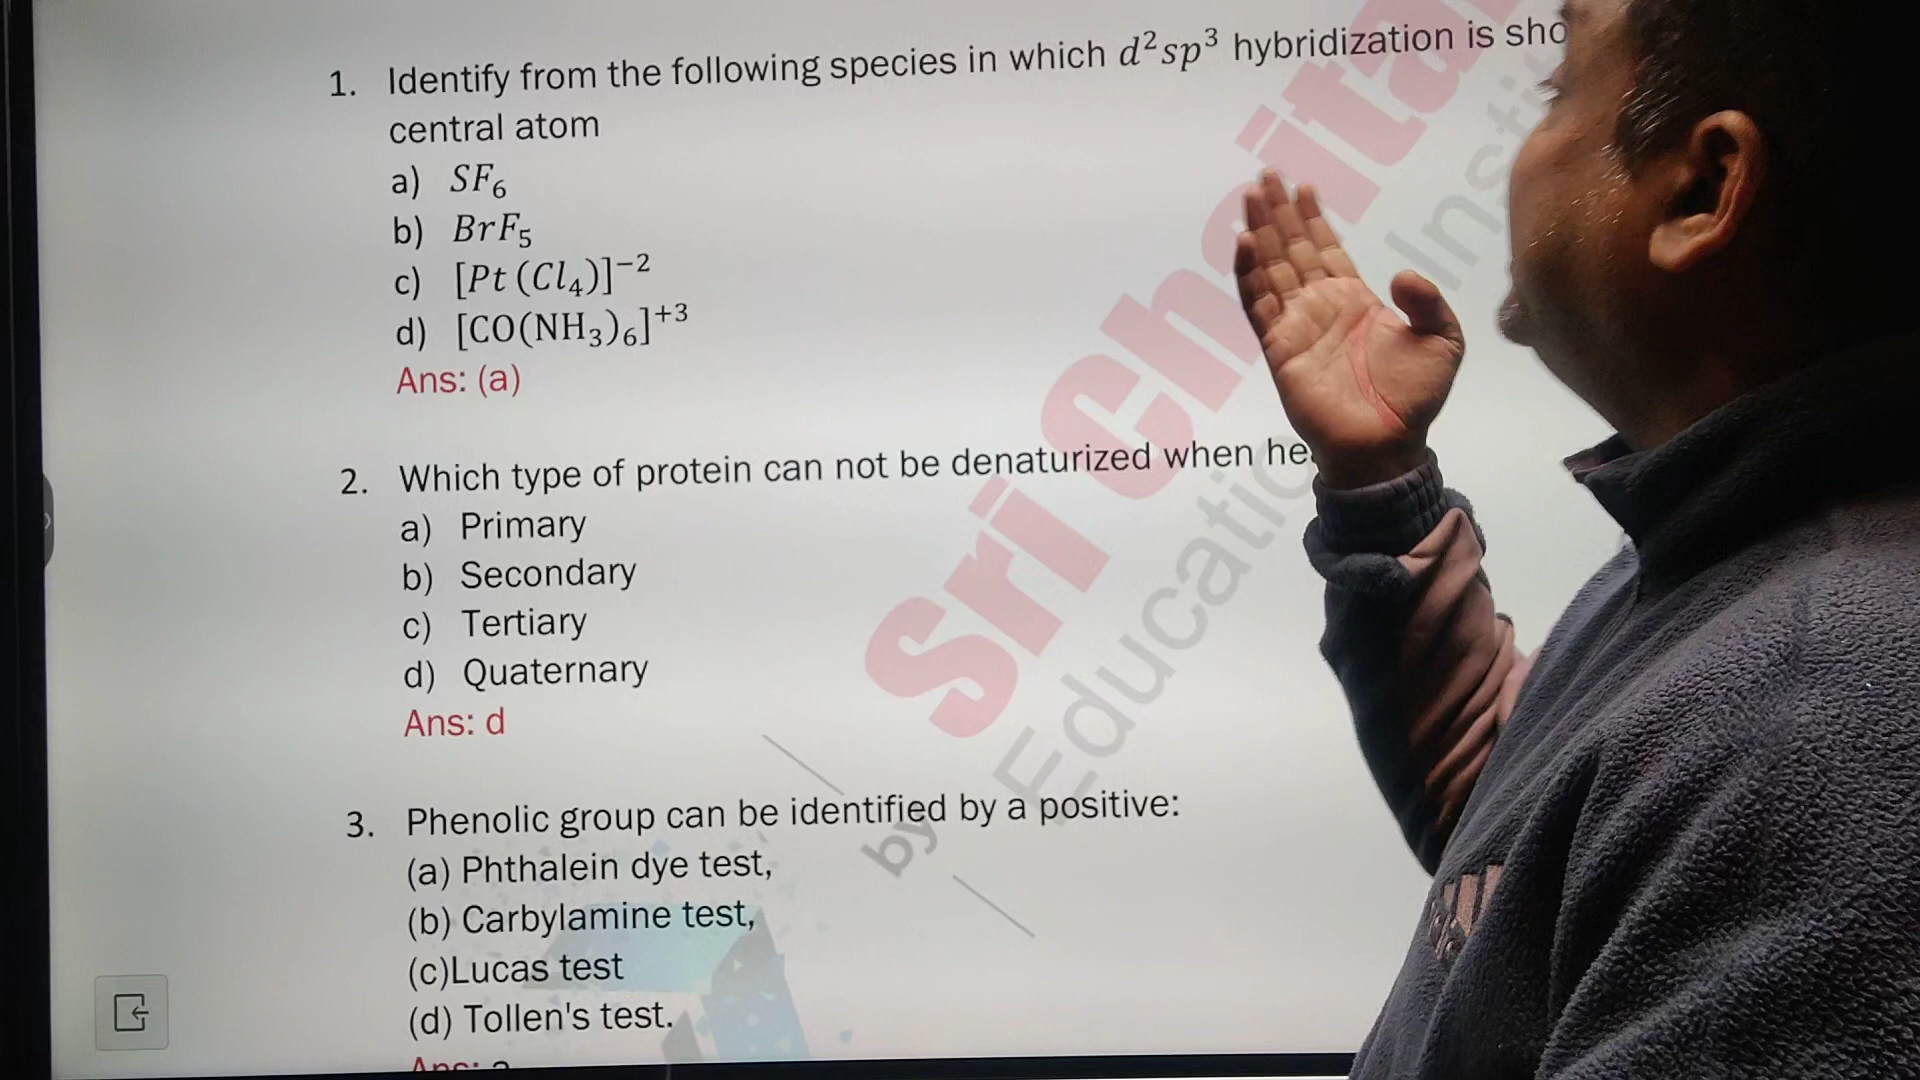 1. Identify from the following species in which d²sp³ hybridization is
central atom
a) SF₆
b) BrF₅
c) [Pt (Cl₄)]⁻²
d) [CO(NH₃)₆]⁺³
Ans: (a)
2. Which type of protein can not be denaturized when
a) Primary
b) Secondary
c) Tertiary
d) Quaternary
Ans: d
3. Phenolic group can be identified by a positive:
(a) Phthalein dye test,
(b) Carbylamine test,
(c)Lucas test
(d) Tollen's test.
by Sri